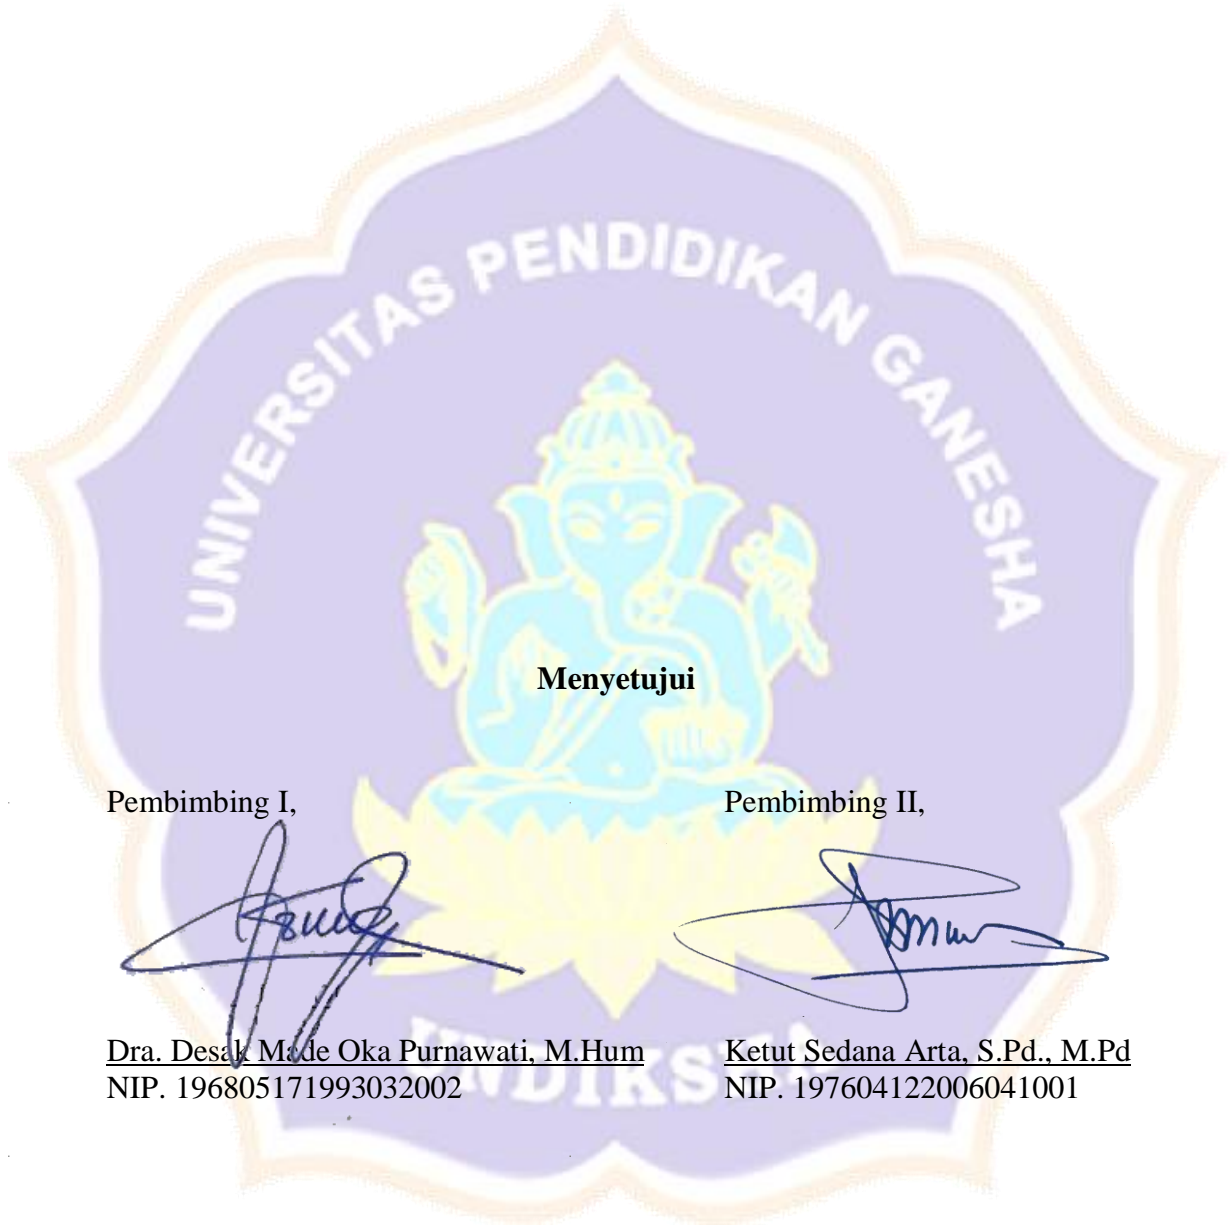 UNIVERSITAS PENDIDIKAN GANESHA
Menyetujui
Pembimbing I,
Pembimbing II,
Dra. Desak Made Oka Purnawati, M.Hum
NIP. 196805171993032002
Ketut Sedana Arta, S.Pd., M.Pd
NIP. 197604122006041001
UNDIKSHA